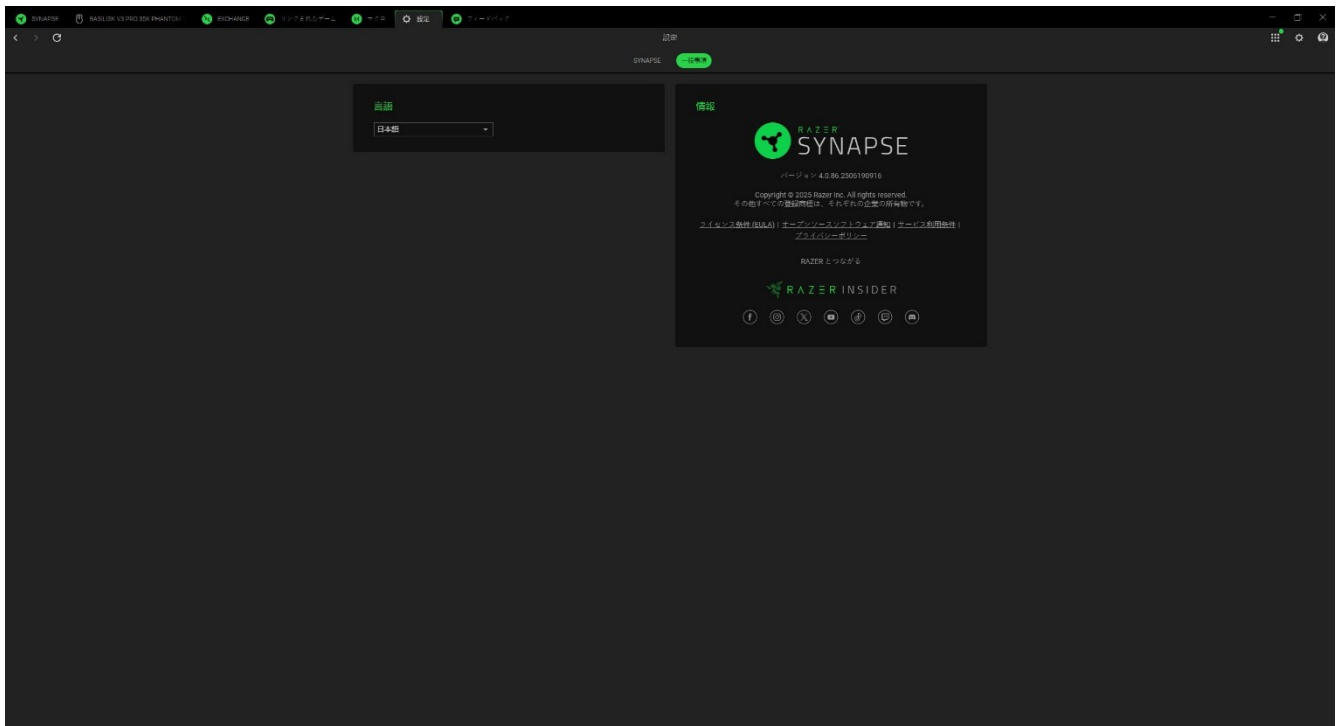 SYNAPSE
BASILISK V3 PRO 35K PHANTOM
EXCHANGE
リンクされたゲーム
マクロ
設定
フィードバック
設定
SYNAPSE
一般事項
言語
日本語
情報
RAZER
SYNAPSE
バージョン 4.0.86.2506190916
Copyright © 2025 Razer Inc. All rights reserved.
その他すべての登録商標は、それぞれの企業の所有物です。
ライセンス条件 (EULA) | オープンソースソフトウェア通知 | サービス利用条件 |
プライバシーポリシー
RAZER とつながる
RAZER INSIDER